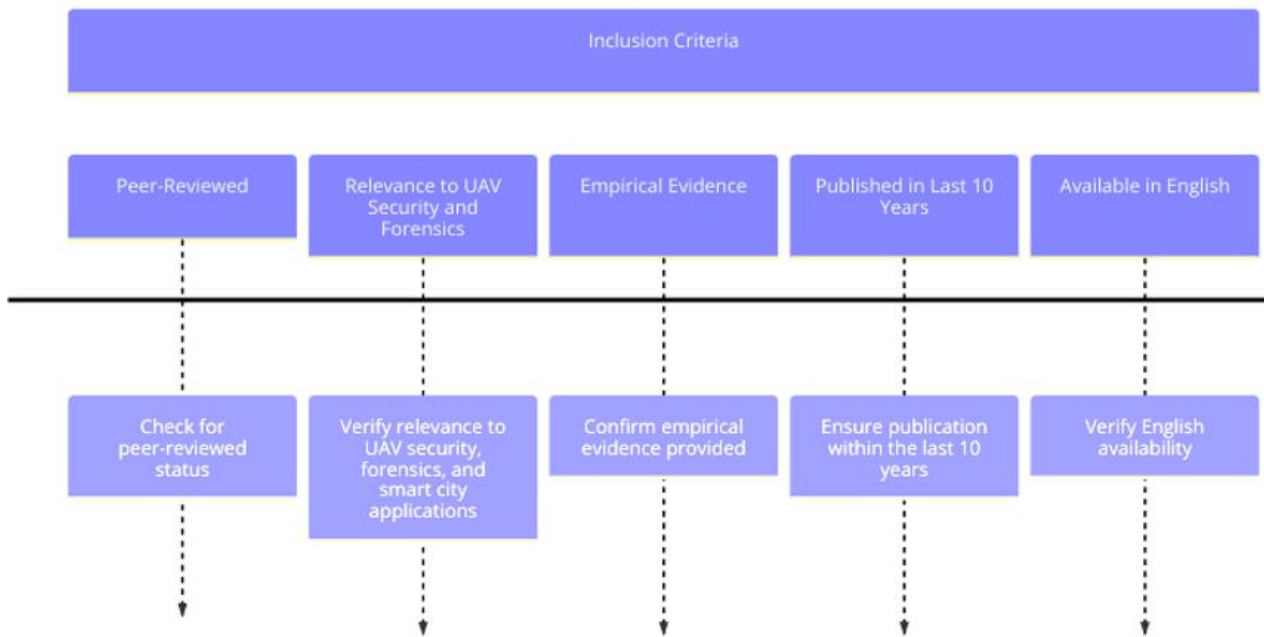 Inclusion Criteria
Peer-Reviewed
Relevance to UAV
Security and
Forensics
Empirical Evidence
Published in Last 10
Years
Available in English
Check for
peer-reviewed
status
Verify relevance to
UAV security,
forensics, and
smart city
applications
Confirm empirical
evidence provided
Ensure publication
within the last 10
years
Verify English
availability